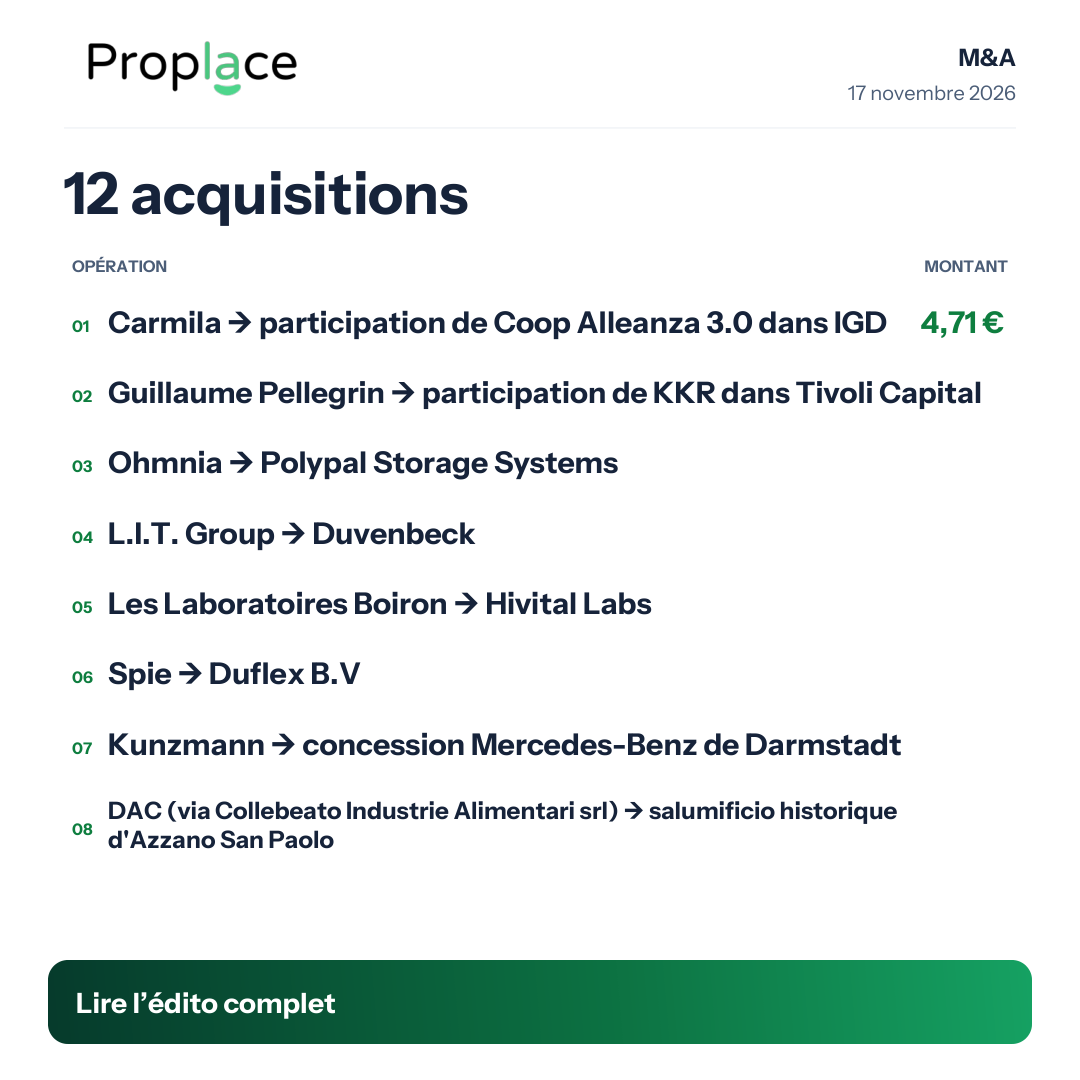 Proplace
M&A
17 novembre 2026
12 acquisitions
OPÉRATION
MONTANT
01 Carmila → participation de Coop Alleanza 3.0 dans IGD 4,71 €
02 Guillaume Pellegrin → participation de KKR dans Tivoli Capital
03 Ohmnia → Polypal Storage Systems
04 L.I.T. Group → Duvenbeck
05 Les Laboratoires Boiron → Hivital Labs
06 Spie → Duflex B.V
07 Kunzmann → concession Mercedes-Benz de Darmstadt
08 DAC (via Collebeato Industrie Alimentari srl) → salumificio historique
d'Azzano San Paolo
Lire l’édito complet